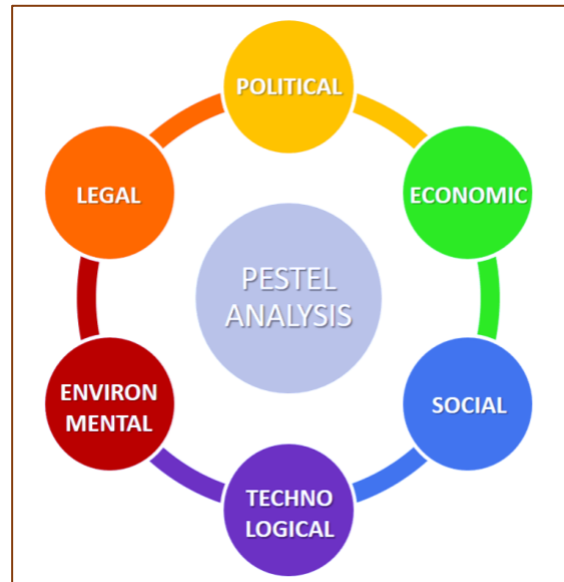 POLITICAL
ECONOMIC
SOCIAL
TECHNO
LOGICAL
ENVIRON
MENTAL
LEGAL
PESTEL
ANALYSIS